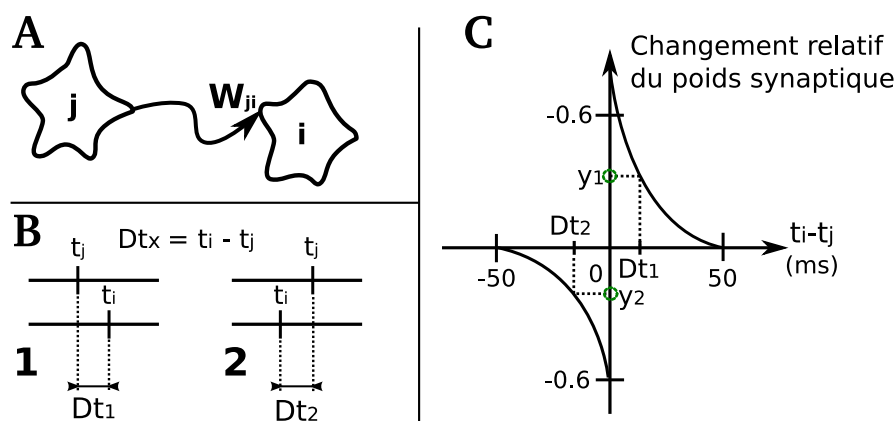 A
j
Wji
i
B
Dtx = ti - tj
tj
ti
1
Dt1
tj
ti
2
Dt2
C
Changement relatif
du poids synaptique
-0.6
y1
Dt2
ti-tj
(ms)
-50
0
Dt1
50
y2
-0.6